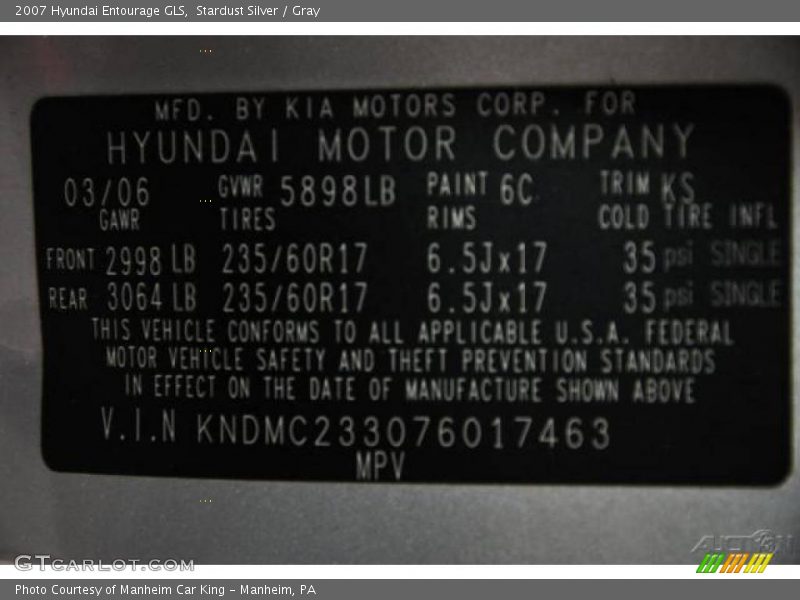 2007 Hyundai Entourage GLS, Stardust Silver / Gray
MFD. BY KIA MOTORS CORP. FOR
HYUNDAI MOTOR COMPANY
03/06 GVWR 5898LB PAINT 6C TRIM KS
GAWR TIRES RIMS COLD TIRE INFL
FRONT 2998 LB 235/60R17 6.5Jx17 35 psi SINGLE
REAR 3064 LB 235/60R17 6.5Jx17 35 psi SINGLE
THIS VEHICLE CONFORMS TO ALL APPLICABLE U.S.A. FEDERAL
MOTOR VEHICLE SAFETY AND THEFT PREVENTION STANDARDS
IN EFFECT ON THE DATE OF MANUFACTURE SHOWN ABOVE
V.I.N KNDMC233076017463
MPV
GTcarlot.com
AUCTION
Photo Courtesy of Manheim Car King - Manheim, PA